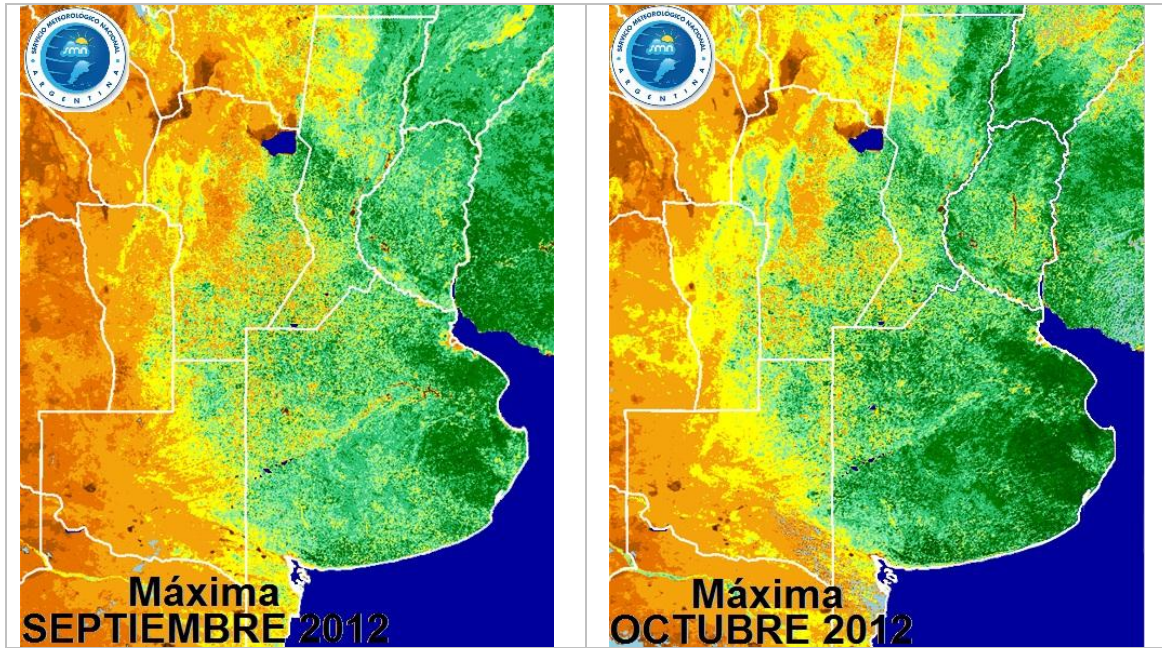 SERVICIO METEOROLÓGICO NACIONAL
smn
ARGENTINA
Máxima
SEPTIEMBRE 2012
SERVICIO METEOROLÓGICO NACIONAL
smn
ARGENTINA
Máxima
OCTUBRE 2012